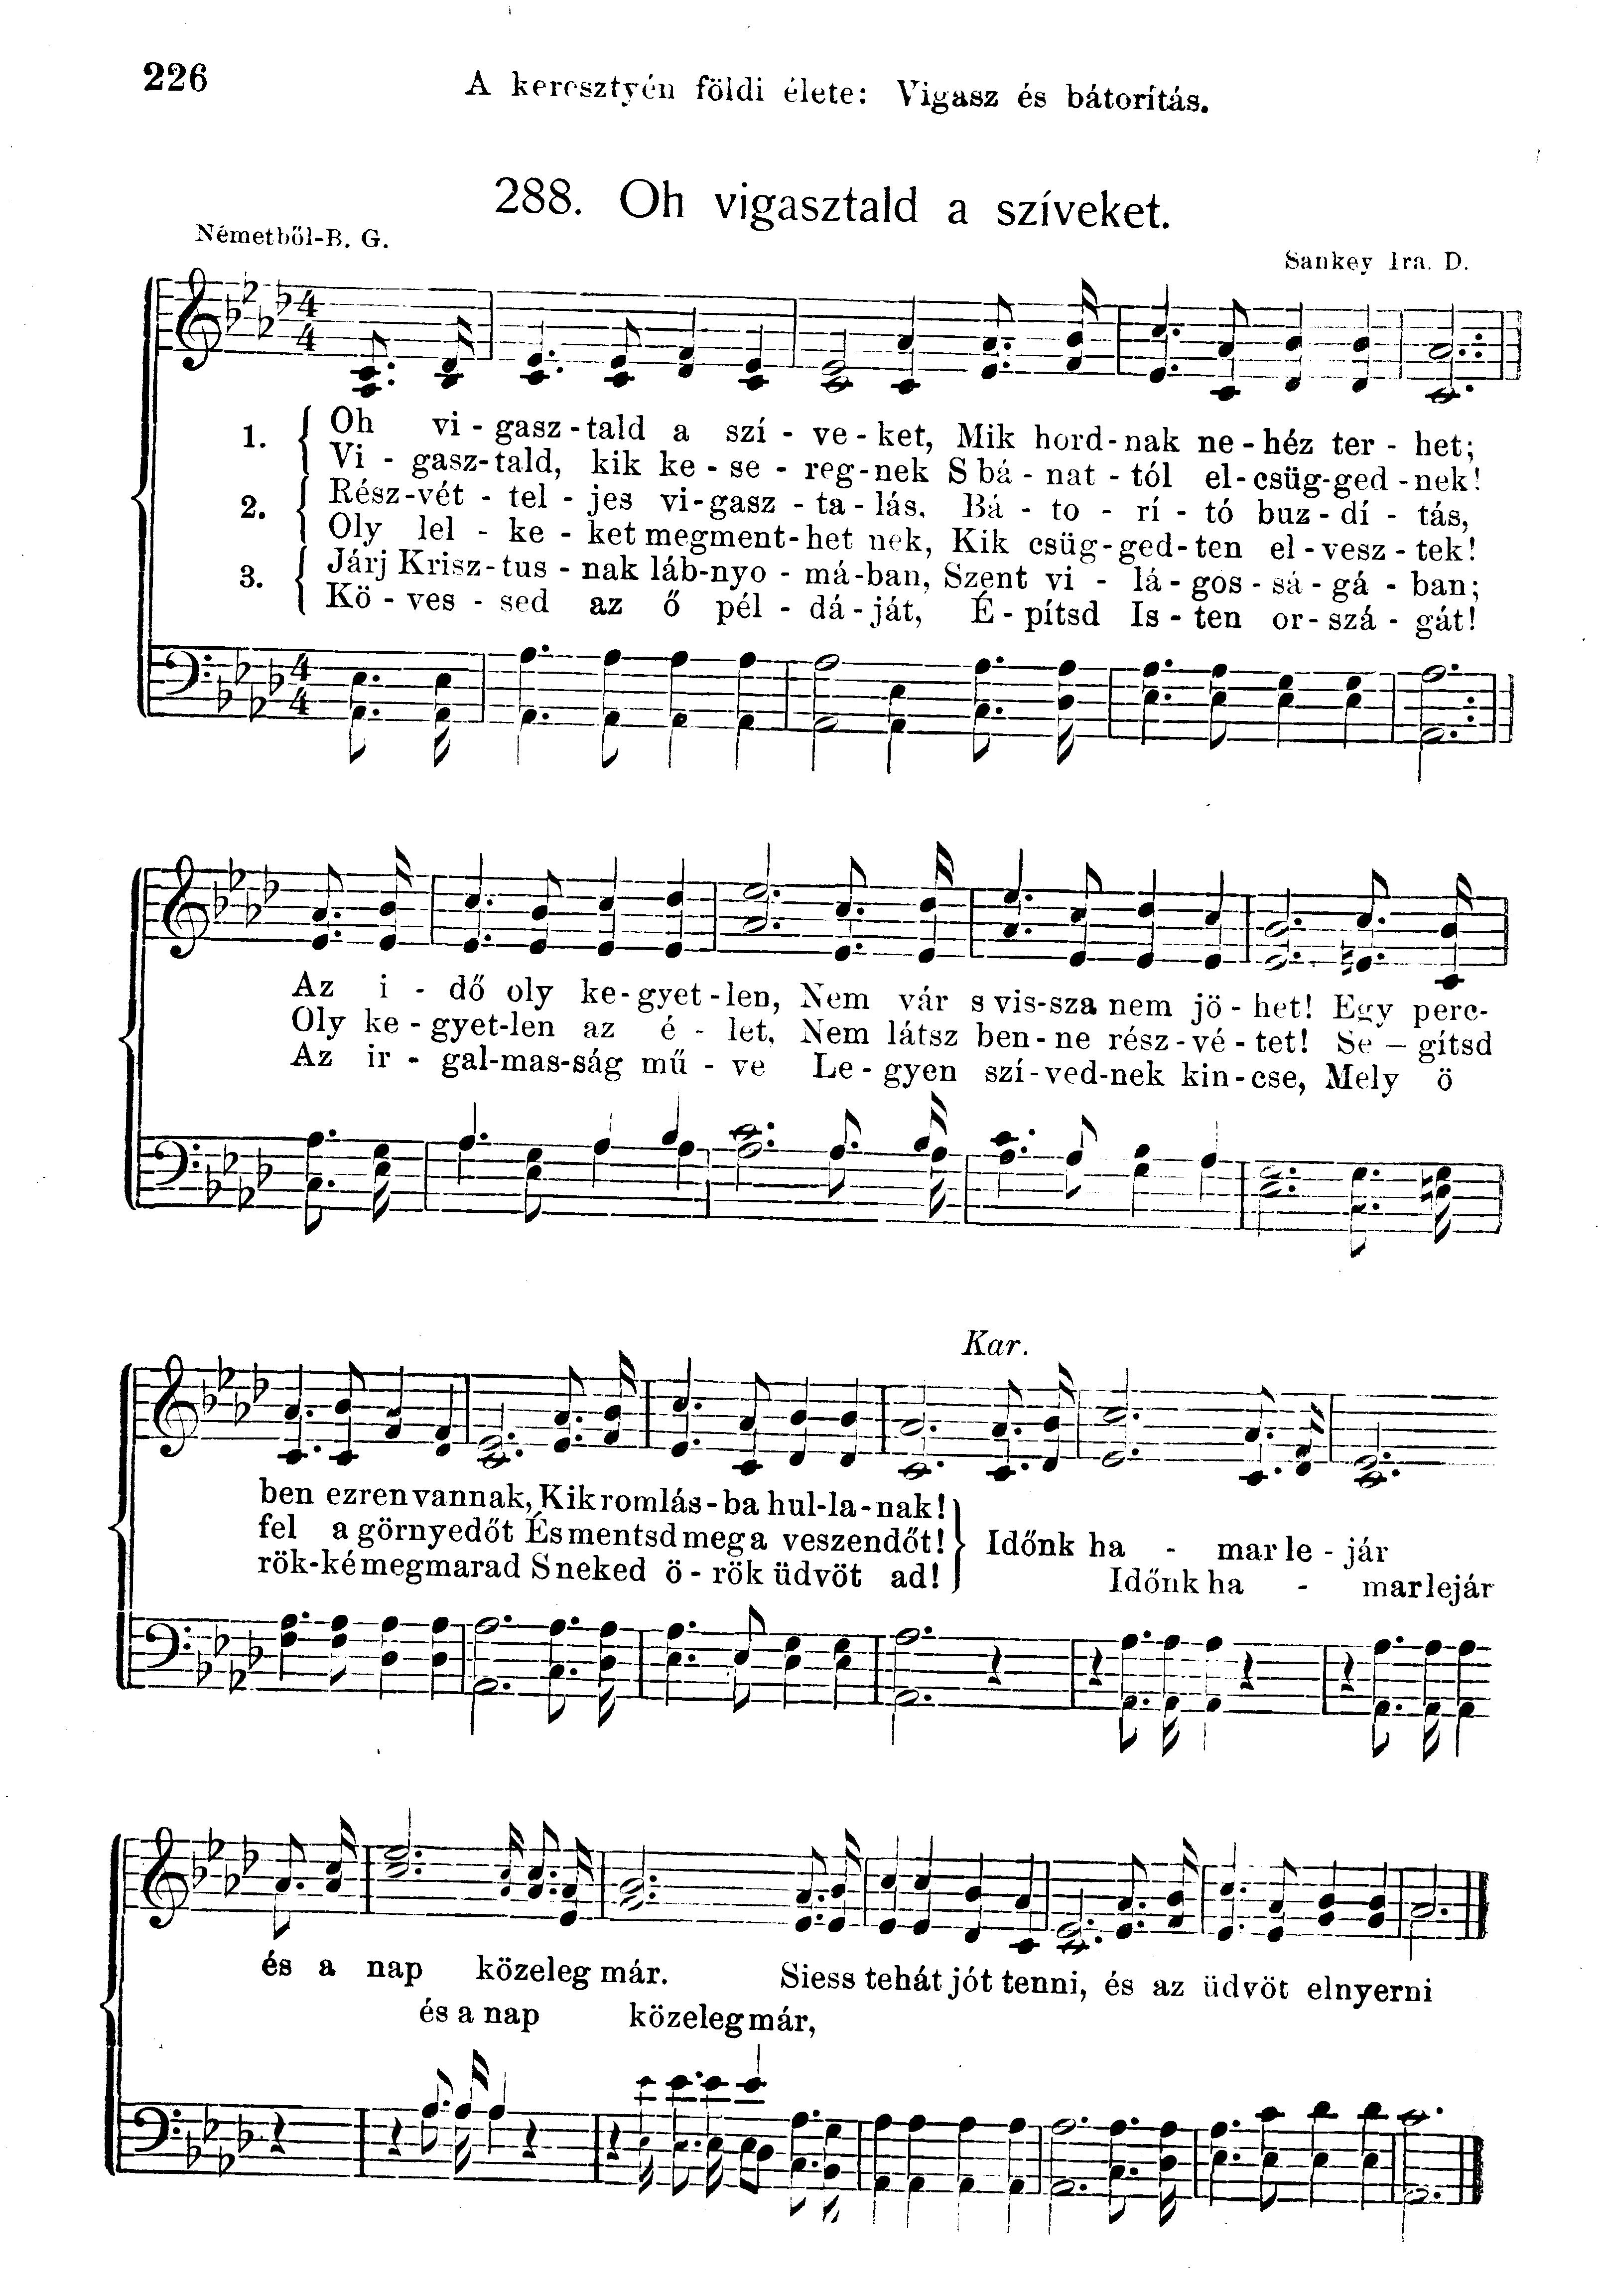 226
A keresztyén földi élete: Vigasz és bátorítás.
288. Oh vigasztald a szíveket.
Németből-B. G.
Sankey Ira. D.
4 4
1. Oh vi - gasz - tald a szí - ve - ket, Mik hord - nak ne - héz ter - het;
Vi - gasz - tald, kik ke - se - reg - nek S bá - nat - tól el - csüg - ged - nek!
2. Rész - vét - tel - jes vi - gasz - ta - lás, Bá - to - rí - tó buz - dí - tás,
Oly lel - ke - ket megment - het nek, Kik csüg - ged - ten el - vesz - tek!
3. Járj Krisz - tus - nak láb - nyo - má - ban, Szent vi - lá - gos - sá - gá - ban;
Kö - ves - sed az ő pél - dá - ját, É - pítsd Is - ten or - szá - gát!
4 4
Az i - dő oly ke - gyet - len, Nem vár s vis - sza nem jö - het! Egy perc-
Oly ke - gyet - len az é - let, Nem látsz ben - ne rész - vé - tet! Se — gítsd
Az ir - gal - mas - ság mű - ve Le - gyen szí - ved - nek kin - cse, Mely ö
Kar.
ben ezren vannak, Kik romlás - ba hul - la - nak!
fel a görnyedőt És mentsd meg a veszendőt! Időnk ha - mar le - jár
rök - ké megmarad S neked ö - rök üdvöt ad! Időnk ha - mar lejár
és a nap közeleg már. Siess tehát jót tenni, és az üdvöt elnyerni
és a nap közeleg már,